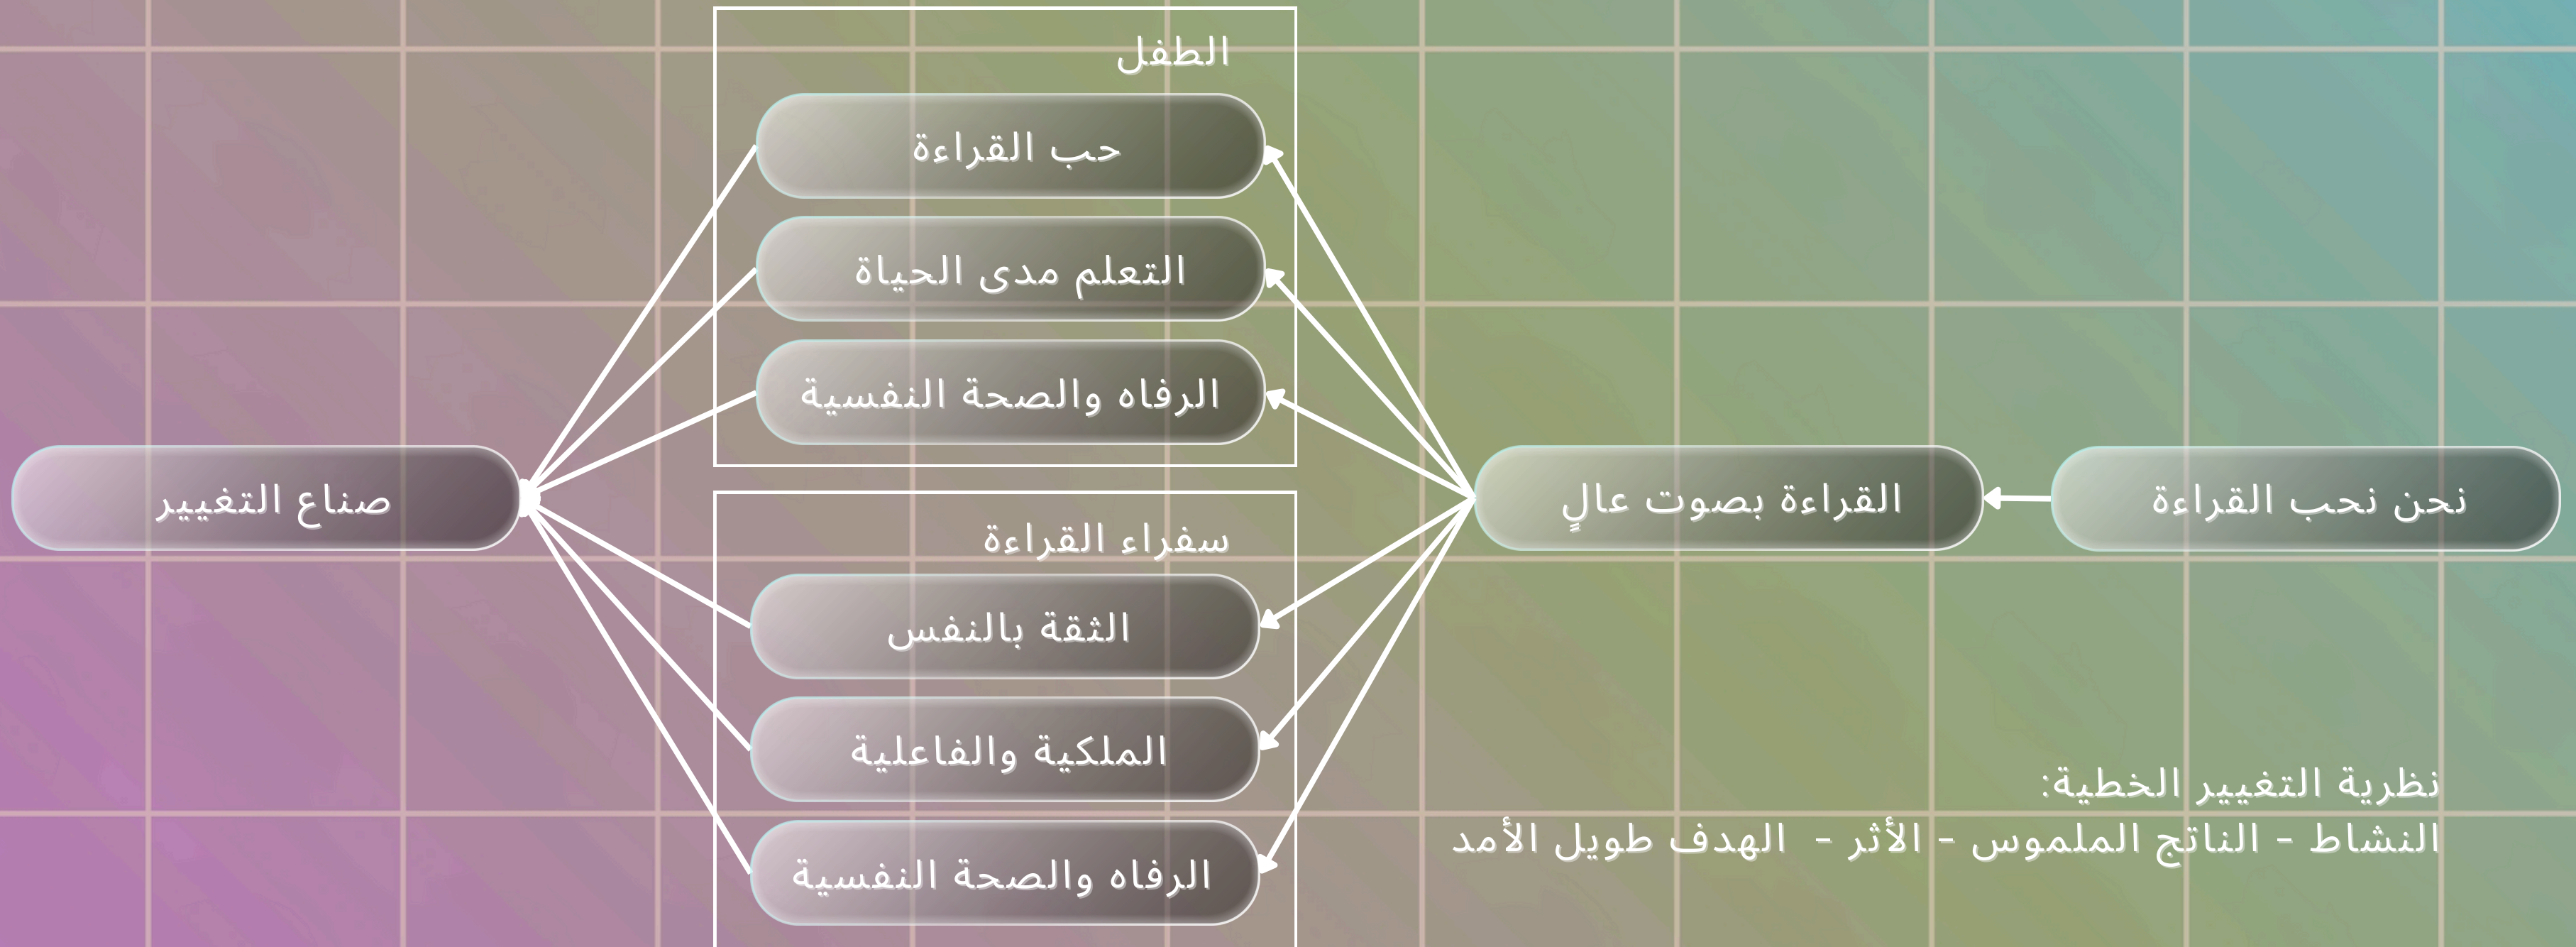 نحن نحب القراءة
القراءة بصوت عالٍ
الطفل
حب القراءة
التعلم مدى الحياة
الرفاه والصحة النفسية
سفراء القراءة
الثقة بالنفس
الملكية والفاعلية
الرفاه والصحة النفسية
صناع التغيير
نظرية التغيير الخطية:
النشاط - الناتج الملموس - الأثر - الهدف طويل الأمد